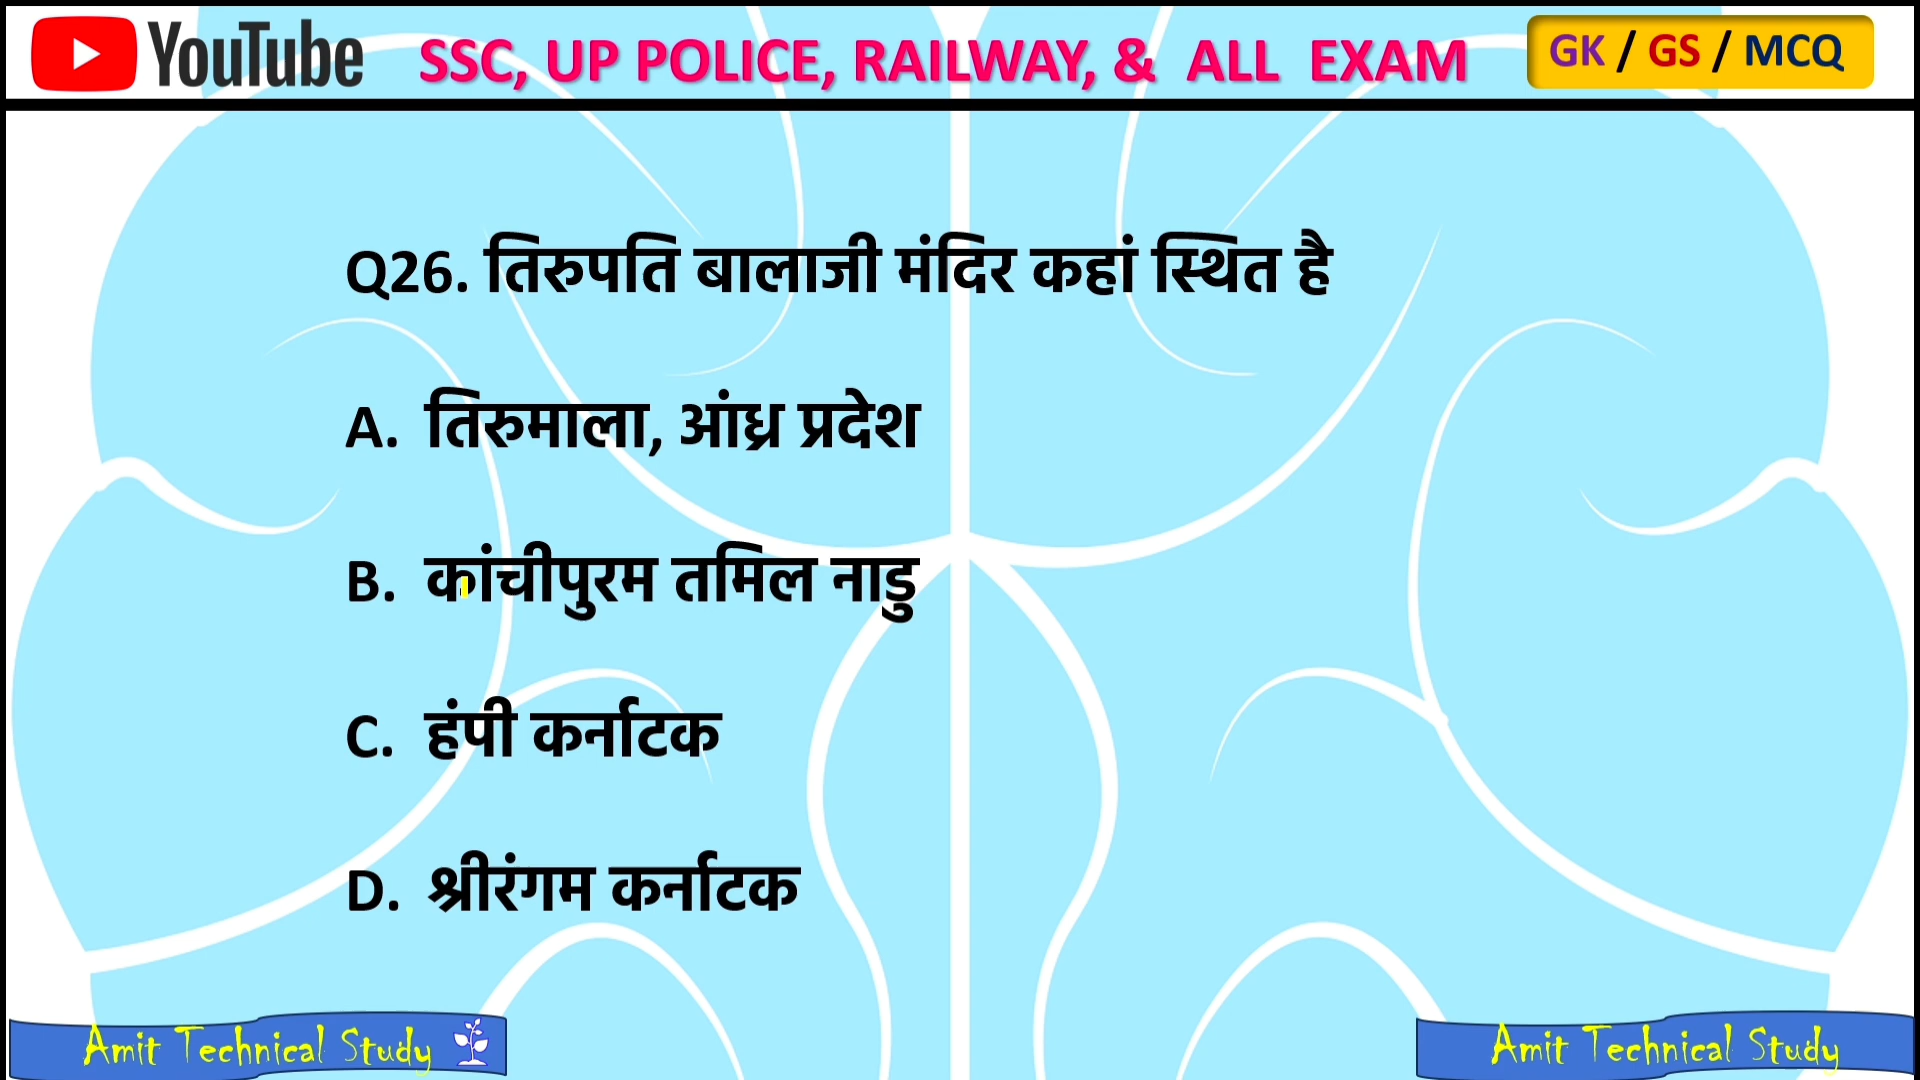 YouTube SSC, UP POLICE, RAILWAY, & ALL EXAM GK / GS / MCQ
Q26. तिरुपति बालाजी मंदिर कहां स्थित है
A. तिरुमाला, आंध्र प्रदेश
B. कांचीपुरम तमिल नाडु
C. हंपी कर्नाटक
D. श्रीरंगम कर्नाटक
Amit Technical Study Amit Technical Study